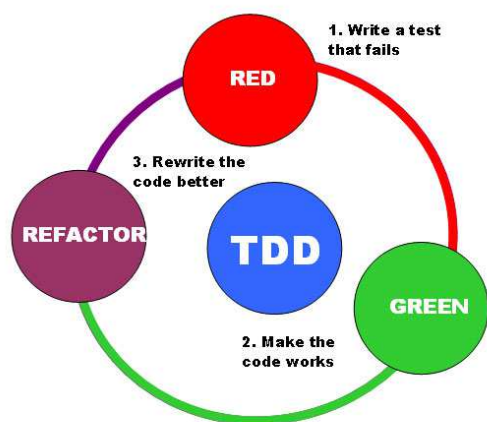 1. Write a test
that fails
RED
3. Rewrite the
code better
REFACTOR
TDD
GREEN
2. Make the
code works